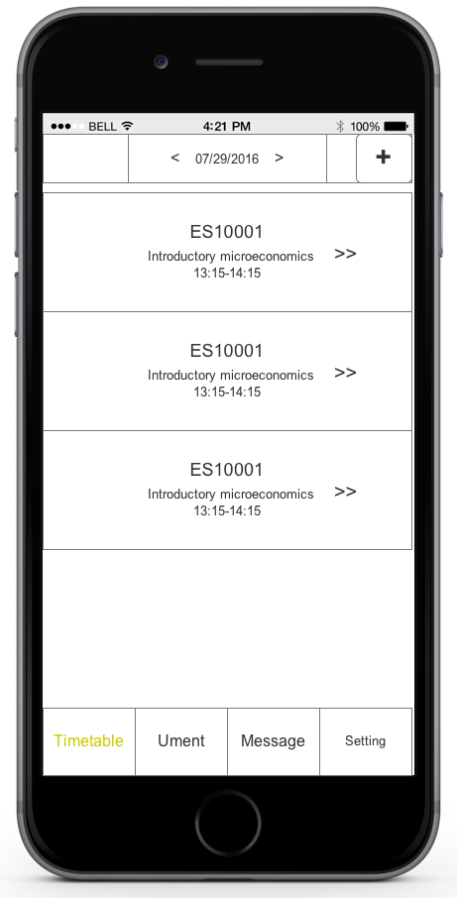 BELL 4:21 PM 100%
< 07/29/2016 > +
ES10001
Introductory microeconomics >>
13:15-14:15
ES10001
Introductory microeconomics >>
13:15-14:15
ES10001
Introductory microeconomics >>
13:15-14:15
Timetable Ument Message Setting